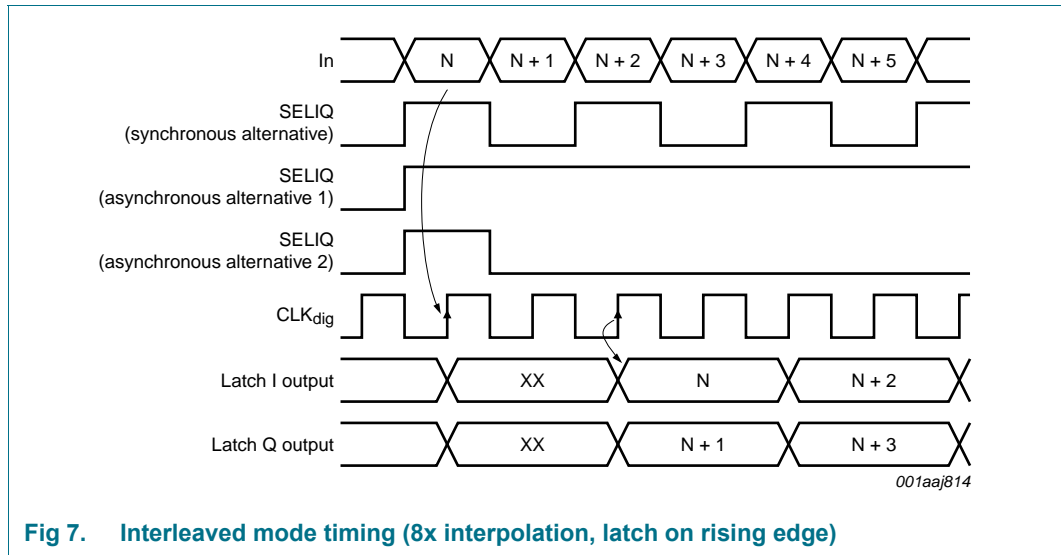 In
N
N + 1
N + 2
N + 3
N + 4
N + 5
SELIQ
(synchronous alternative)
SELIQ
(asynchronous alternative 1)
SELIQ
(asynchronous alternative 2)
CLKdig
Latch I output
XX
N
N + 2
Latch Q output
XX
N + 1
N + 3
001aaj814
Fig 7. Interleaved mode timing (8x interpolation, latch on rising edge)